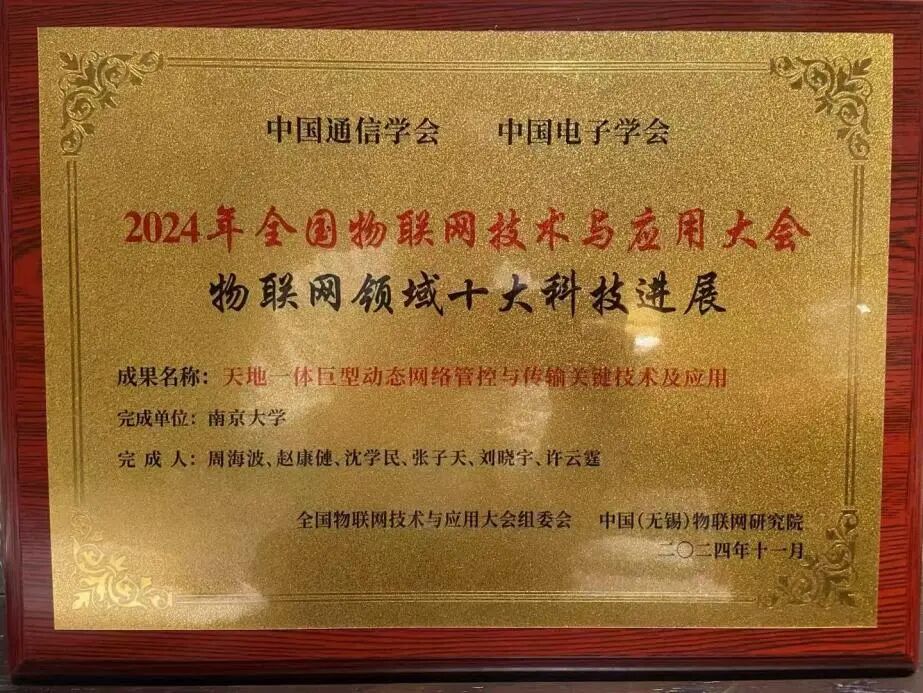 中国通信学会 中国电子学会
2024年全国物联网技术与应用大会
物联网领域十大科技进展
成果名称：天地一体巨型动态网络管控与传输关键技术及应用
完成单位：南京大学
完成人：周海波、赵康僆、沈学民、张子天、刘晓宇、许云霆
全国物联网技术与应用大会组委会 中国(无锡)物联网研究院
二〇二四年十一月